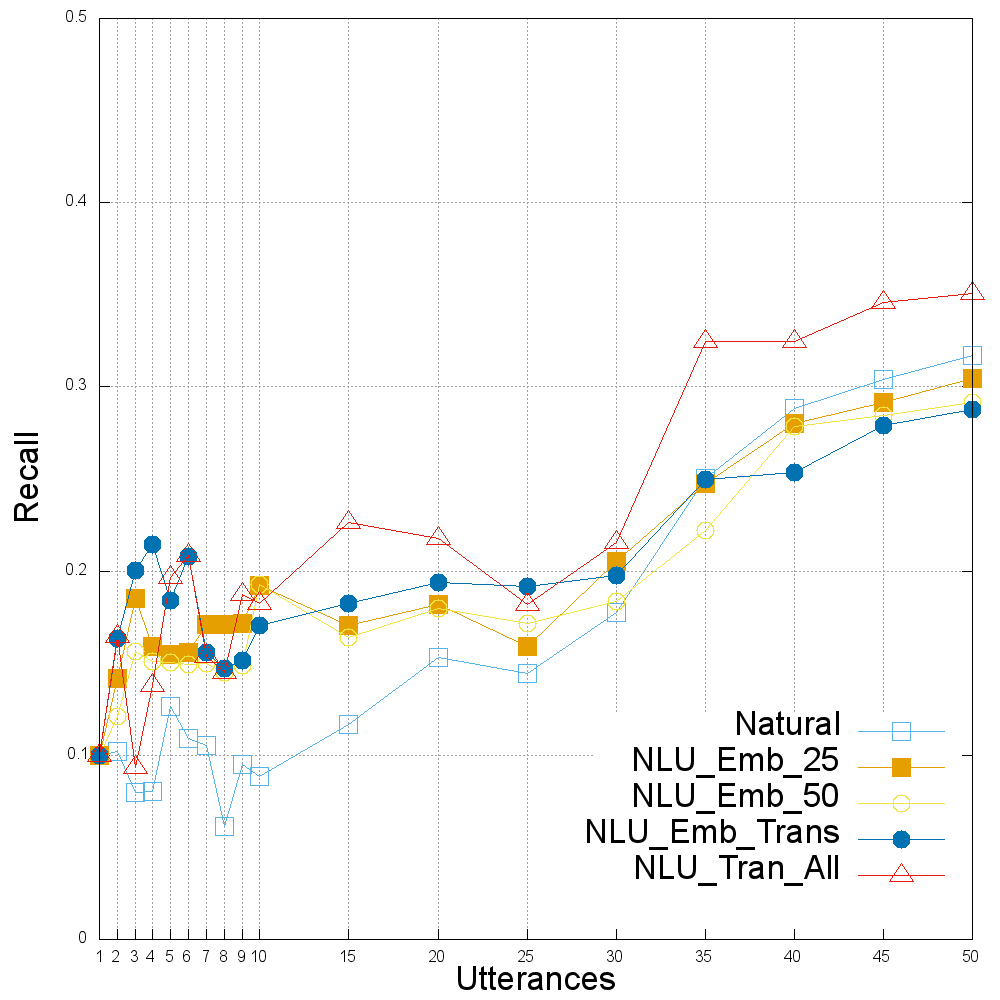 0.5
0.4
0.3
0.2
0.1
0
Recall
Natural
NLU_Emb_25
NLU_Emb_50
NLU_Emb_Trans
NLU_Tran_All
1 2 3 4 5 6 7 8 9 10 15 20 25 30 35 40 45 50
Utterances